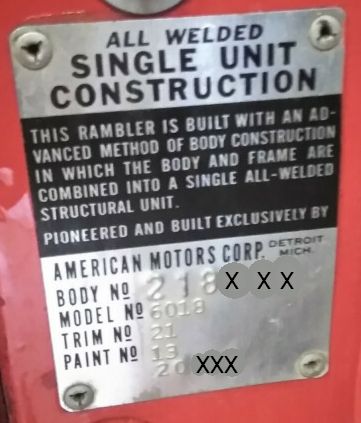 ALL WELDED
SINGLE UNIT
CONSTRUCTION
THIS RAMBLER IS BUILT WITH AN AD-
VANCED METHOD OF BODY CONSTRUCTION
IN WHICH THE BODY AND FRAME ARE
COMBINED INTO A SINGLE ALL-WELDED
STRUCTURAL UNIT.
PIONEERED AND BUILT EXCLUSIVELY BY
AMERICAN MOTORS CORP. DETROIT MICH.
BODY Nº 218X X X
MODEL Nº 6018
TRIM Nº 21
PAINT Nº 13
20 XXX